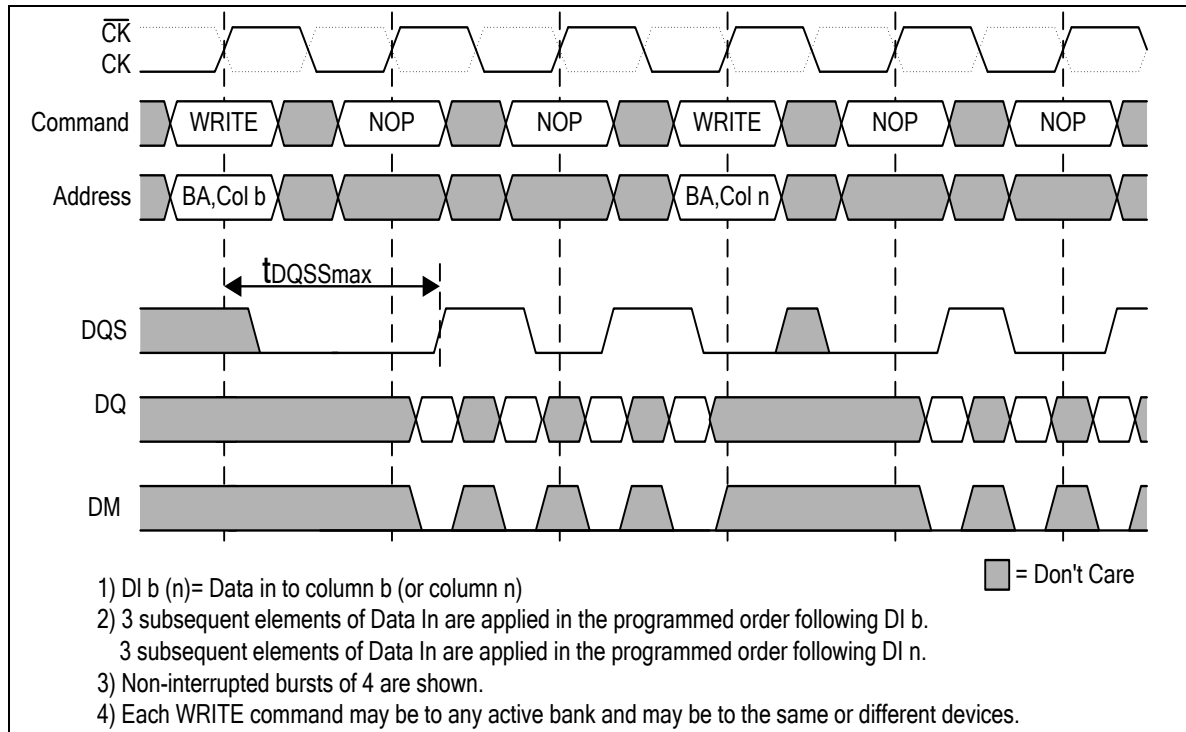 CK
CK
Command WRITE NOP NOP WRITE NOP NOP
Address BA,Col b BA,Col n
tDQSSmax
DQS
DQ
DM
= Don't Care
1) DI b (n)= Data in to column b (or column n)
2) 3 subsequent elements of Data In are applied in the programmed order following DI b.
3 subsequent elements of Data In are applied in the programmed order following DI n.
3) Non-interrupted bursts of 4 are shown.
4) Each WRITE command may be to any active bank and may be to the same or different devices.